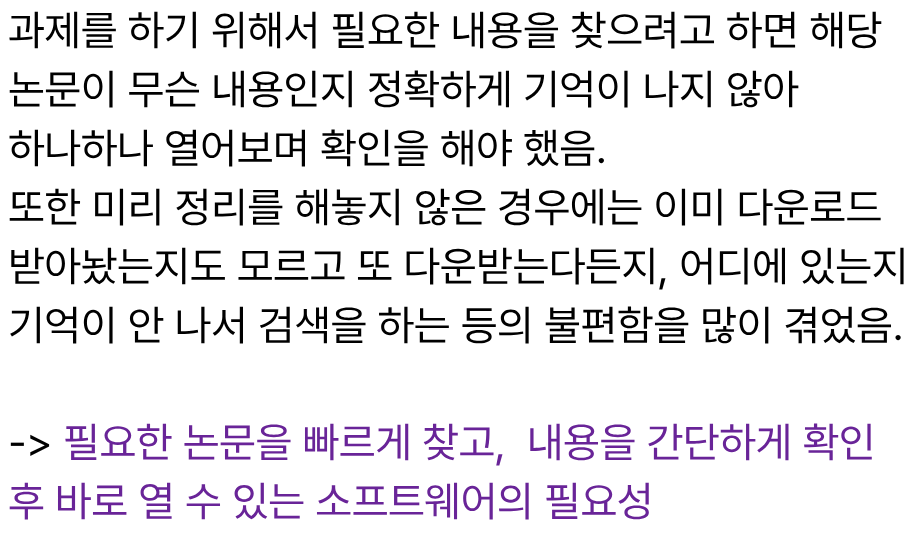 과제를 하기 위해서 필요한 내용을 찾으려고 하면 해당
논문이 무슨 내용인지 정확하게 기억이 나지 않아
하나하나 열어보며 확인을 해야 했음.
또한 미리 정리를 해놓지 않은 경우에는 이미 다운로드
받아놨는지도 모르고 또 다운받는다든지, 어디에 있는지
기억이 안 나서 검색을 하는 등의 불편함을 많이 겪었음.
-> 필요한 논문을 빠르게 찾고,  내용을 간단하게 확인
후 바로 열 수 있는 소프트웨어의 필요성